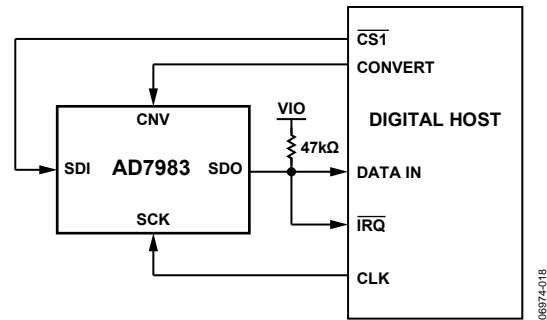 CS1
CONVERT
CNV
VIO
DIGITAL HOST
47kΩ
SDI
AD7983
SDO
DATA IN
SCK
IRQ
CLK
06974-018